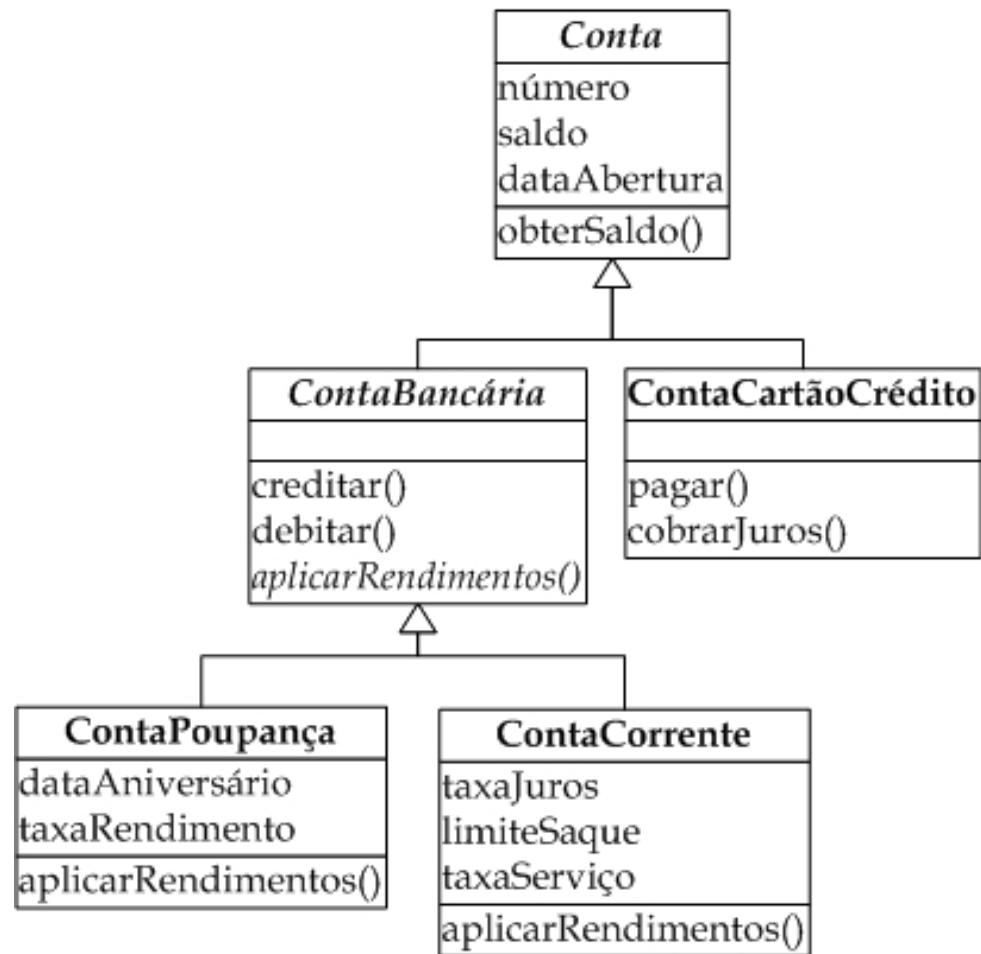 Conta
número
saldo
dataAbertura
obterSaldo()
ContaBancária
creditar()
debitar()
aplicarRendimentos()
ContaCartãoCrédito
pagar()
cobrarJuros()
ContaPoupança
dataAniversário
taxaRendimento
aplicarRendimentos()
ContaCorrente
taxaJuros
limiteSaque
taxaServiço
aplicarRendimentos()